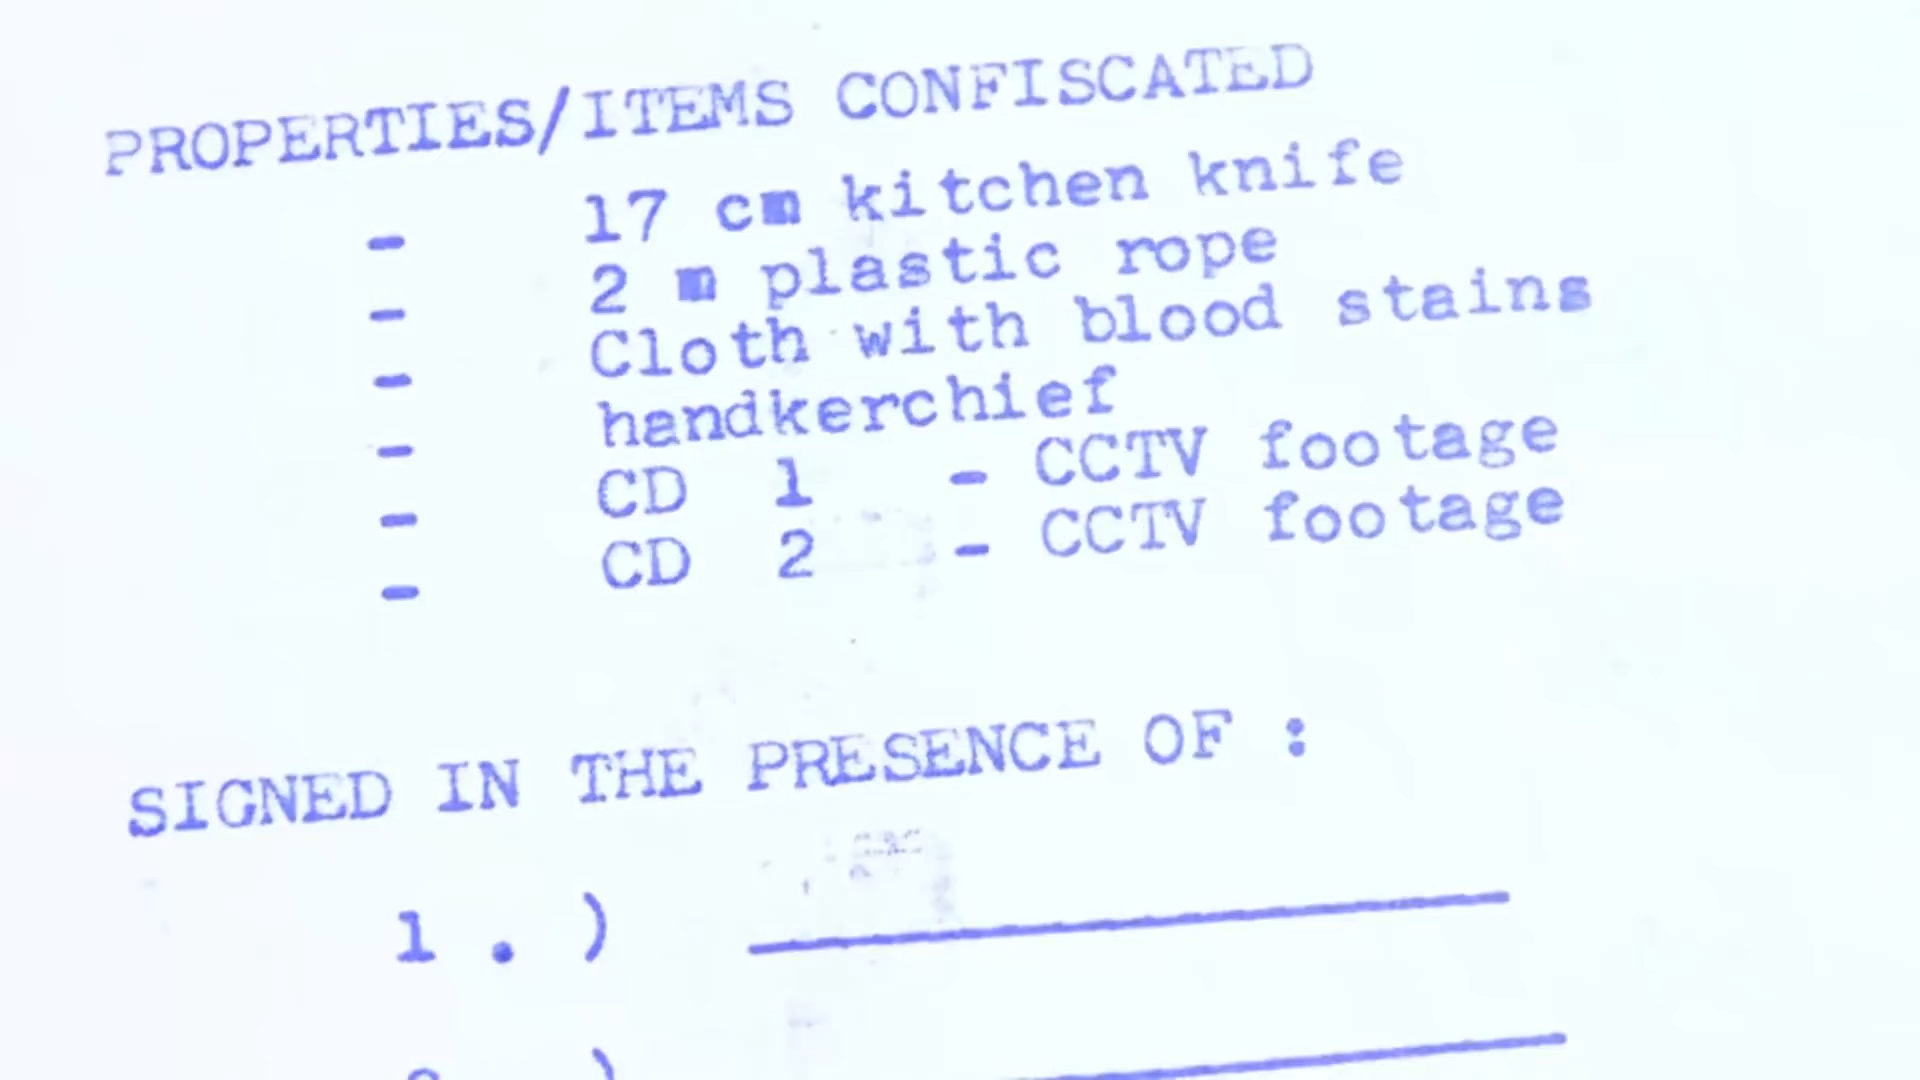 PROPERTIES/ITEMS CONFISCATED
- 17 cm kitchen knife
- 2 m plastic rope
- Cloth with blood stains
- handkerchief
- CD 1 - CCTV footage
- CD 2 - CCTV footage
SIGNED IN THE PRESENCE OF :
1 . )